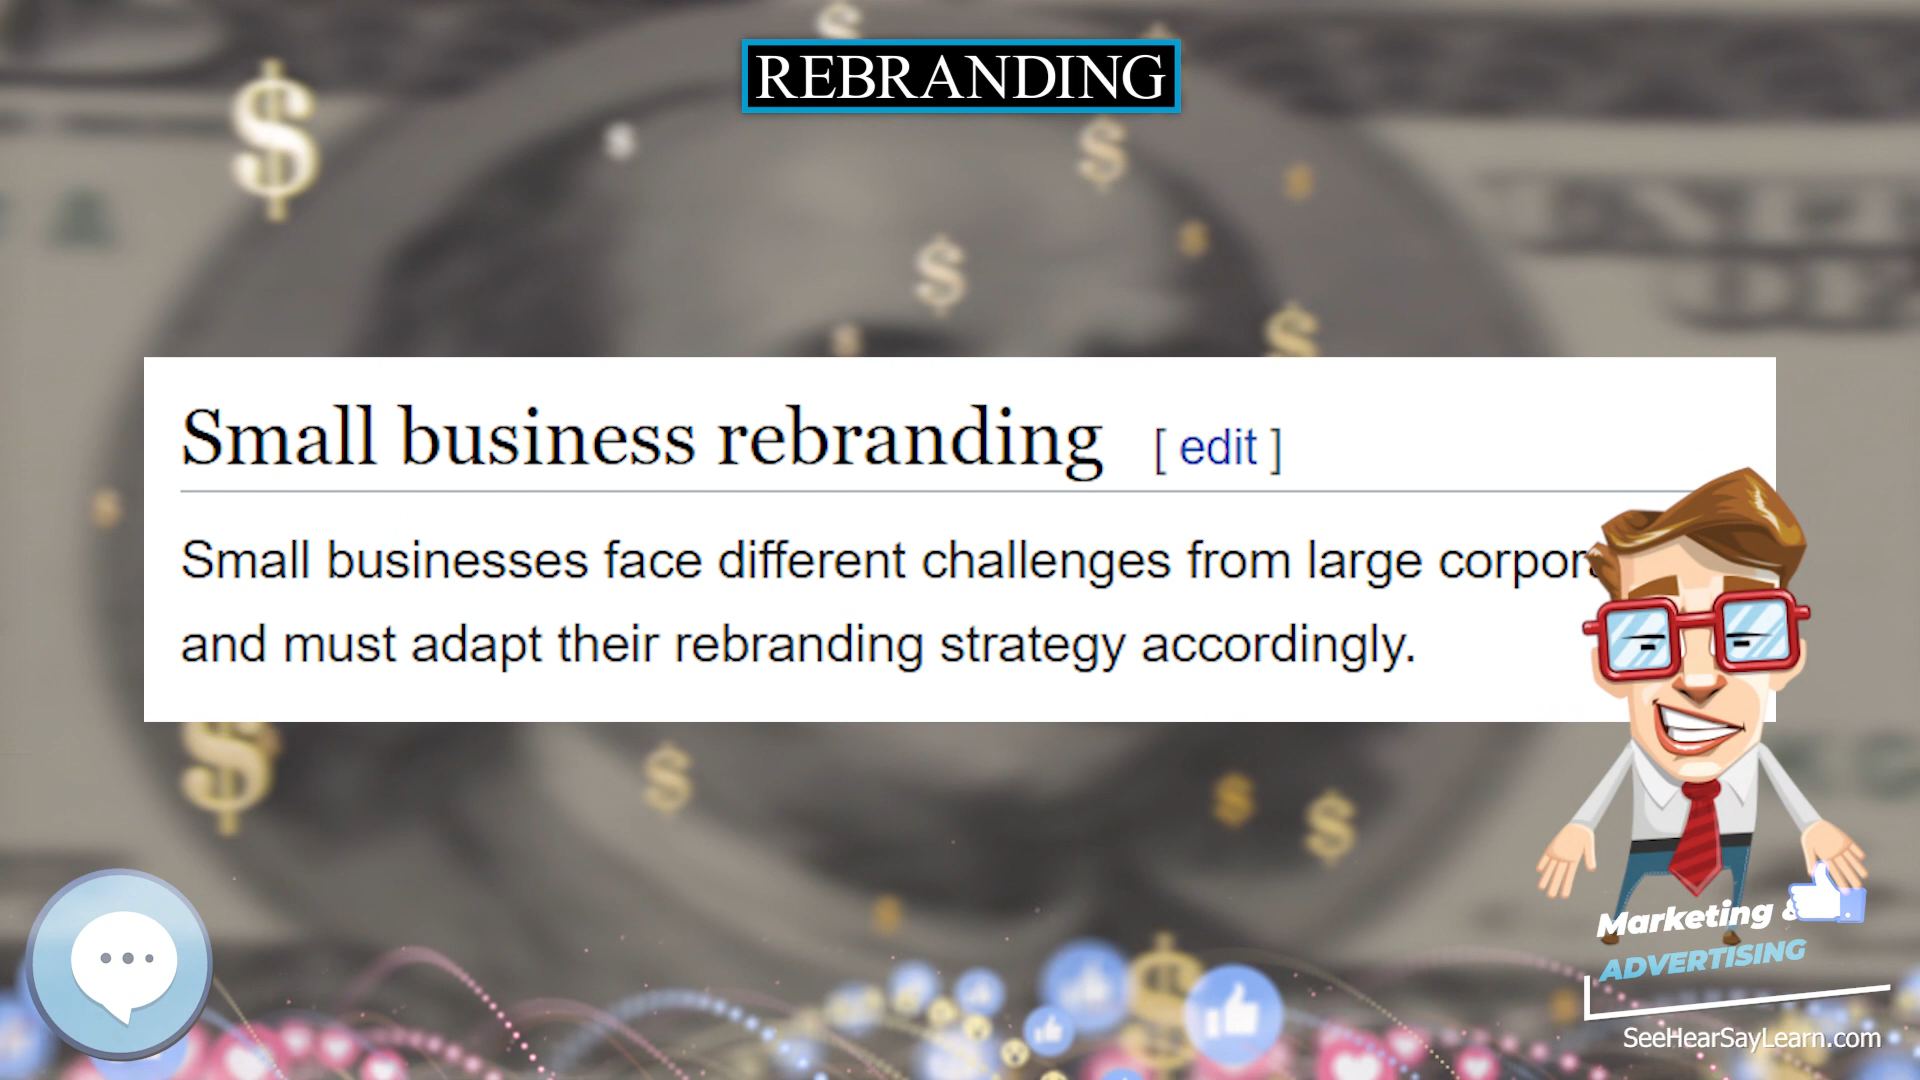 REBRANDING
Small business rebranding [ edit ]
Small businesses face different challenges from large
and must adapt their rebranding strategy accordingly.
Marketing &
ADVERTISING
SeeHearSayLearn.com